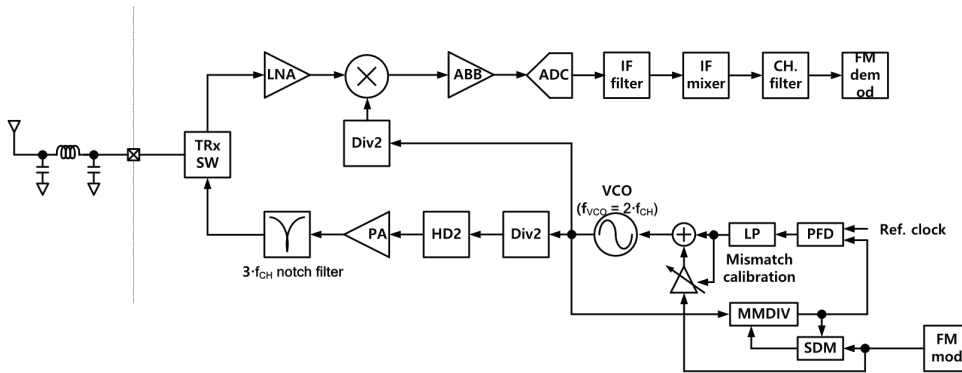 LNA
ABB
ADC
IF
filter
IF
mixer
CH.
filter
FM
dem
od
TRx
SW
Div2
VCO
(fVCO = 2·fCH)
PA
HD2
Div2
LP
PFD
Ref. clock
3·fCH notch filter
Mismatch
calibration
MMDIV
SDM
FM
mod